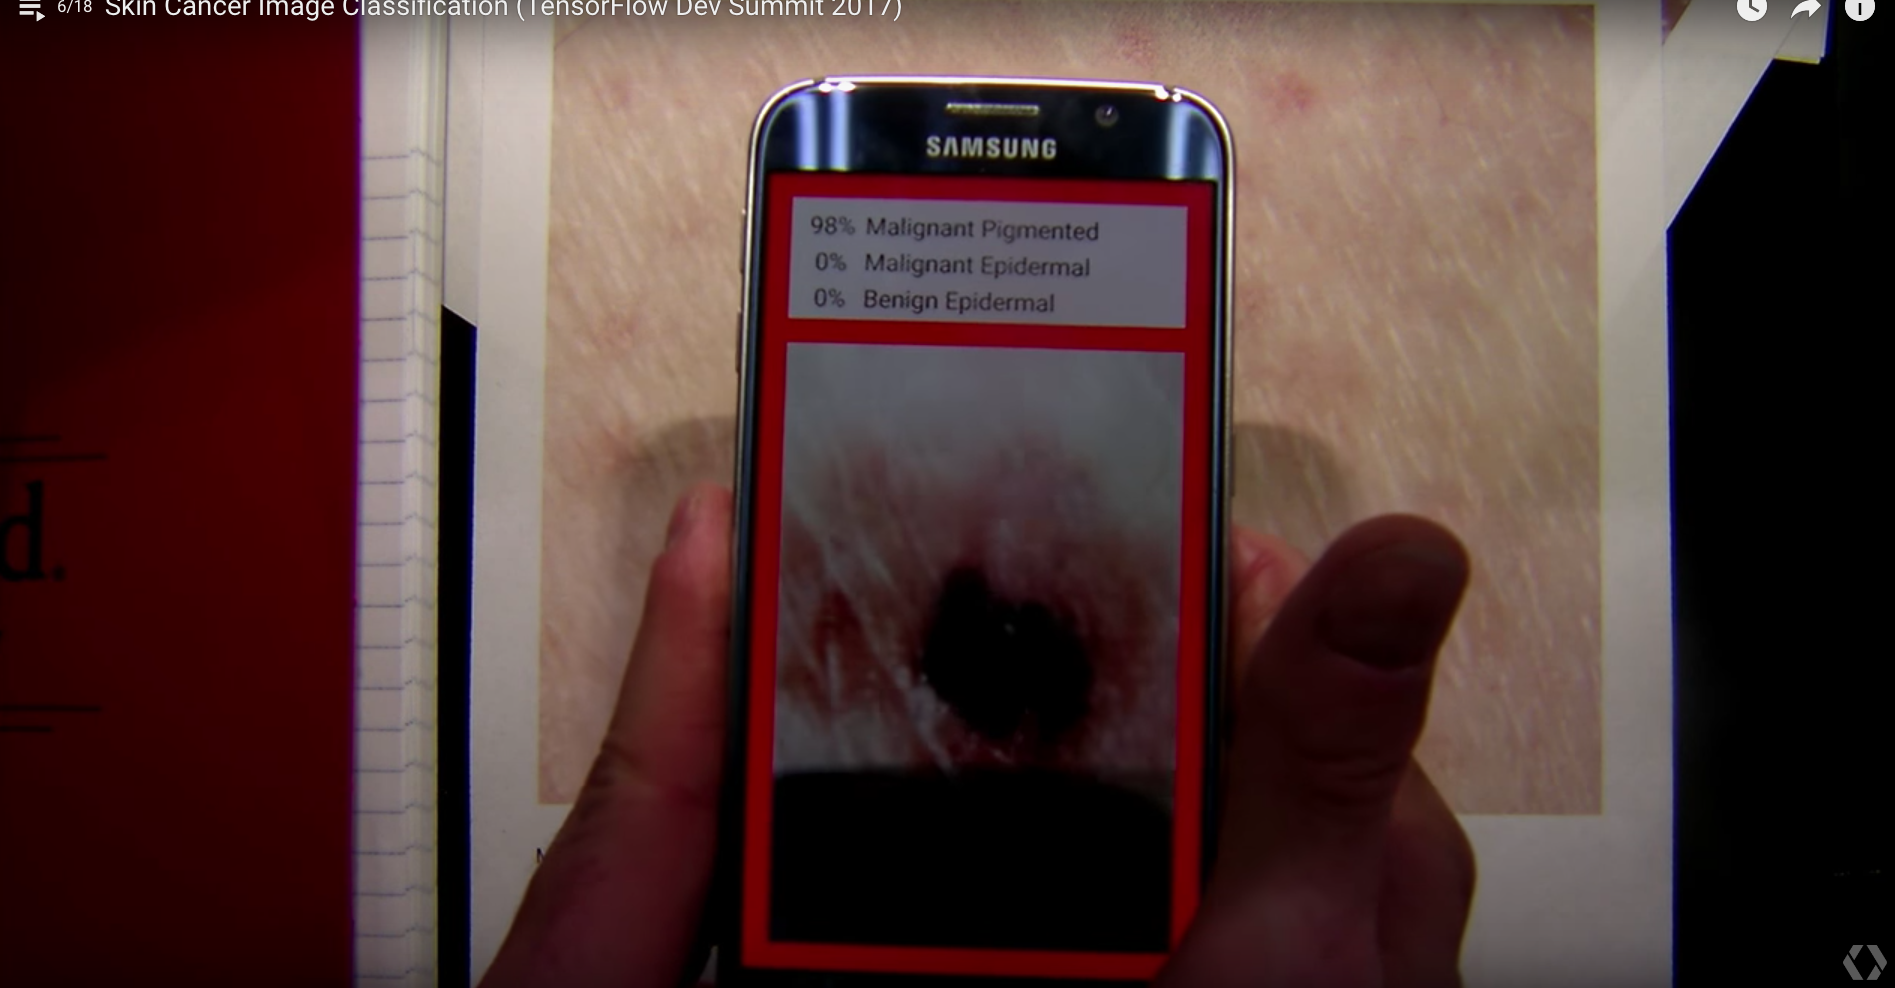 6/18 Skin Cancer Image Classification (TensorFlow Dev Summit 2017)
SAMSUNG
98% Malignant Pigmented
0% Malignant Epidermal
0% Benign Epidermal
d.